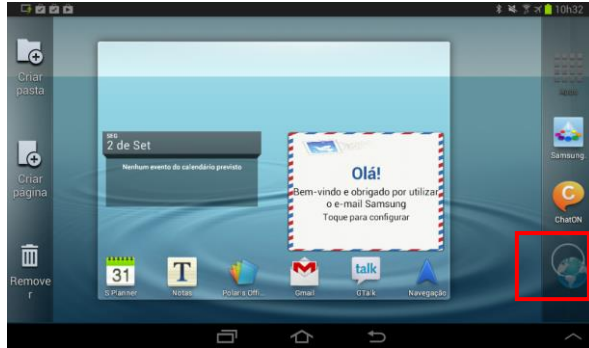 10h32
Criar
pasta
Criar
página
Remove
r
SEG
2 de Set
Nenhum evento do calendário previsto
Olá!
Bem-vindo e obrigado por utilizar
o e-mail Samsung
Toque para configurar
31
S Planner
T
Notas
Polaris Offi...
Gmail
talk
GTalk
Navegação
Apps
Samsung
C
ChatON